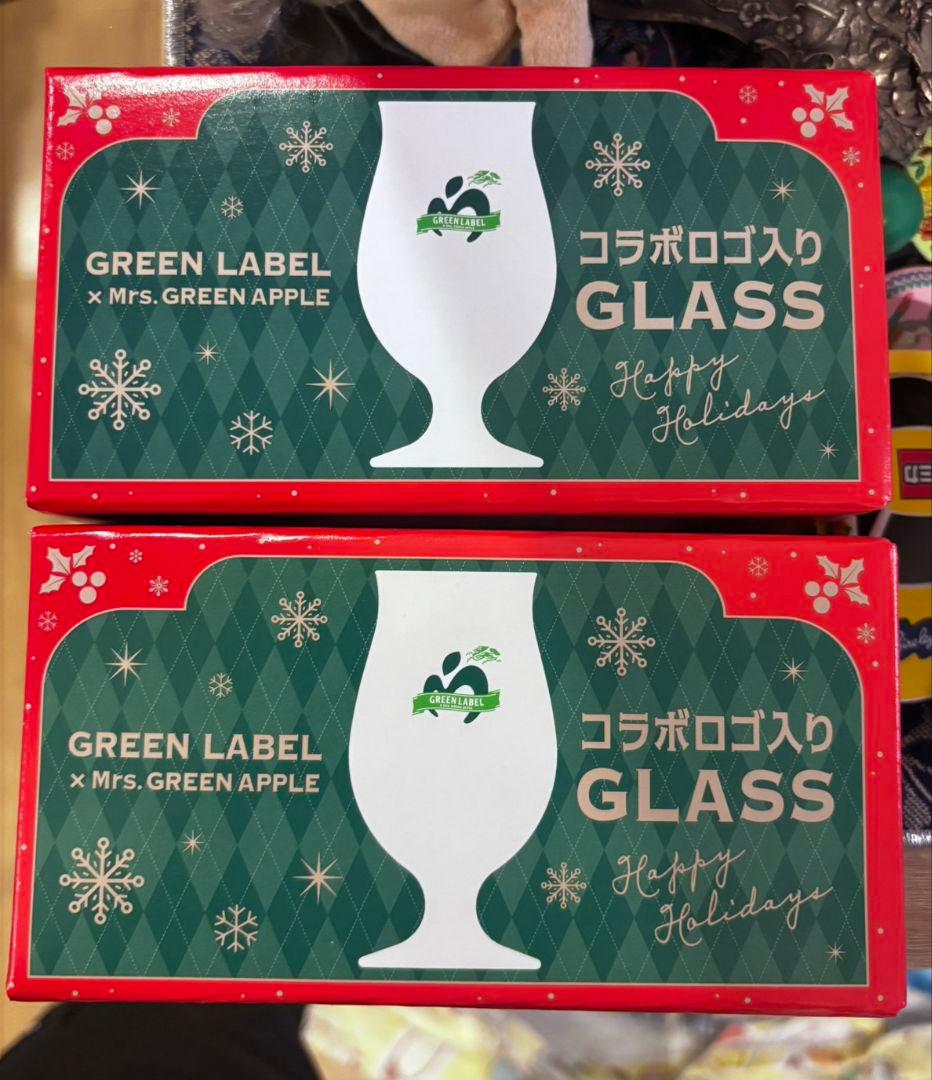 GREEN LABEL
GREEN LABEL
× Mrs. GREEN APPLE
コラボロゴ入り
GLASS
Happy
Holidays
GREEN LABEL
GREEN LABEL
× Mrs. GREEN APPLE
コラボロゴ入り
GLASS
Happy
Holidays